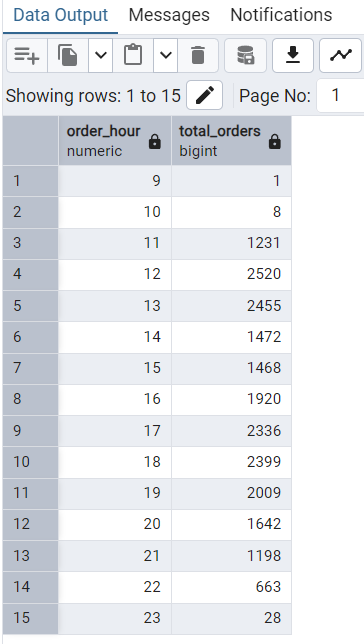 Data Output Messages Notifications
Showing rows: 1 to 15 Page No: 1
order_hour total_orders
numeric bigint
1 9 1
2 10 8
3 11 1231
4 12 2520
5 13 2455
6 14 1472
7 15 1468
8 16 1920
9 17 2336
10 18 2399
11 19 2009
12 20 1642
13 21 1198
14 22 663
15 23 28